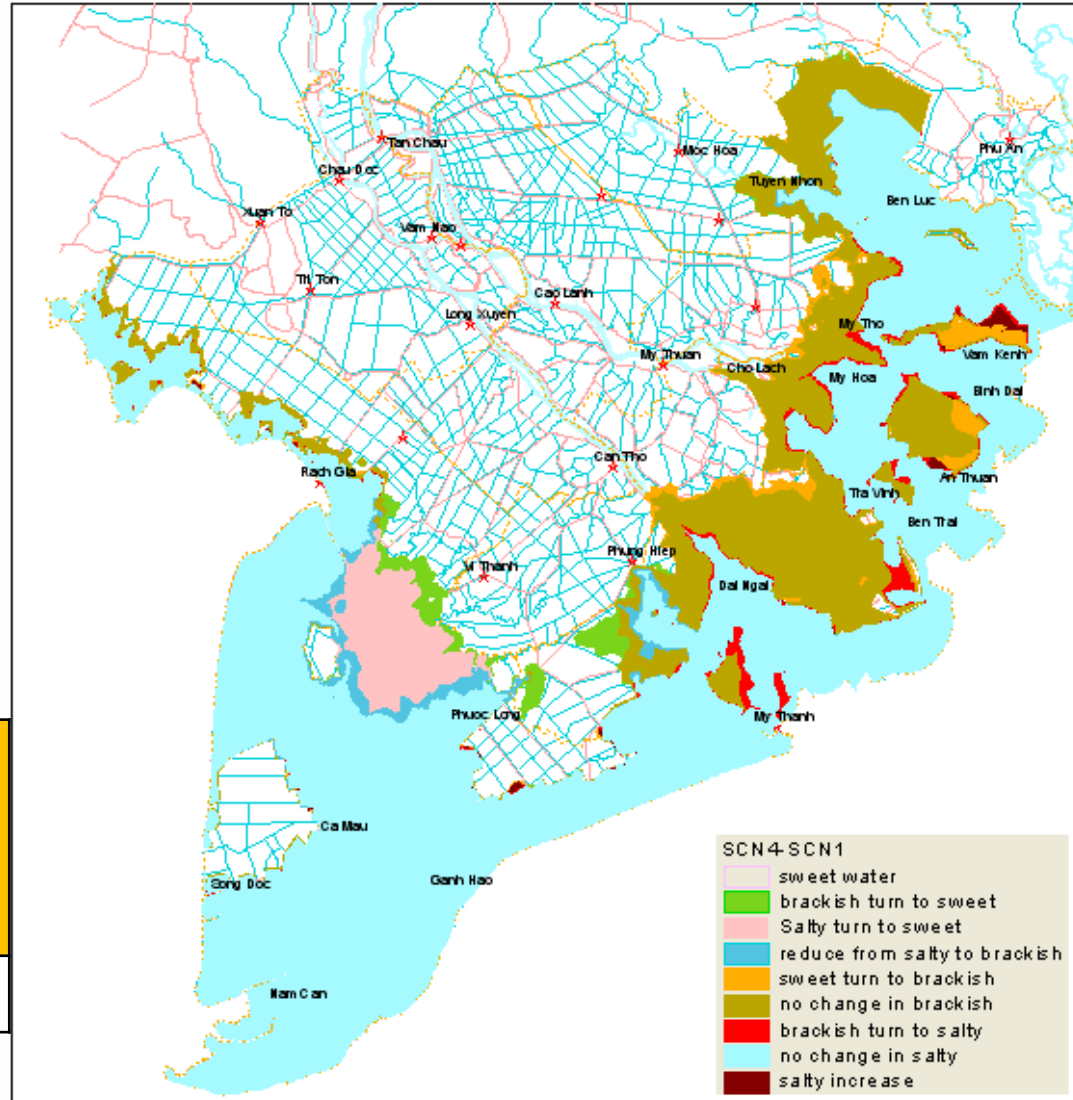 Tan Chau
Moc Hoa
Phu An
Chau Doc
Tuyen Nhon
Ben Luc
Xuan To
Vam Nao
Tri Ton
Cao Lanh
Long Xuyen
My Tho
Vam Kenh
My Thuan
Cho Lach
My Hoa
Binh Dai
Can Tho
Rach Gia
An Thuan
Tra Vinh
Ben Trai
Phung Hiep
Vi Thanh
Dai Ngai
Phuoc Long
My Thanh
Ca Mau
Song Doc
Ganh Hao
Nam Can
SCN4-SCN1
sweet water
brackish turn to sweet
Salty turn to sweet
reduce from salty to brackish
sweet turn to brackish
no change in brackish
brackish turn to salty
no change in salty
salty increase